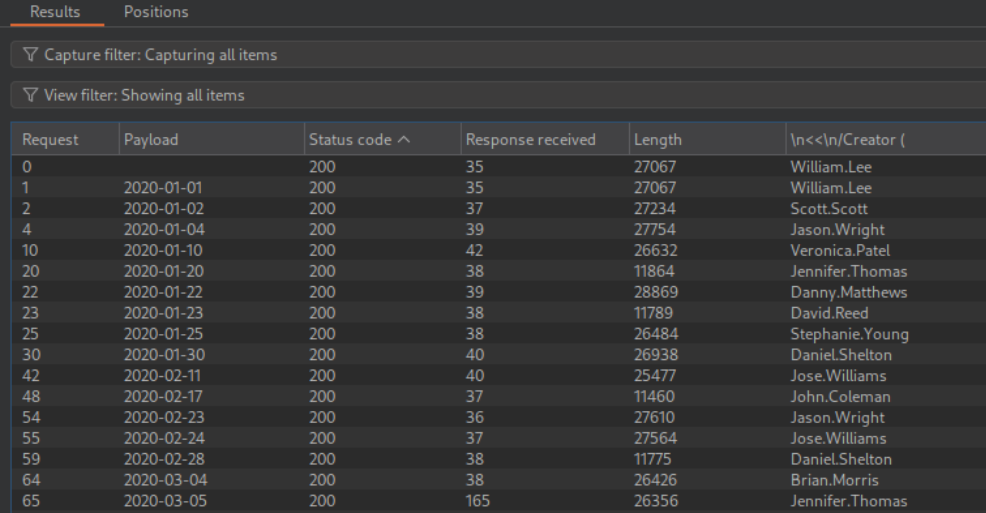 Results Positions
Capture filter: Capturing all items
View filter: Showing all items
Request Payload Status code Response received Length \n<<\n/Creator (
0 200 35 27067 William.Lee
1 2020-01-01 200 35 27067 William.Lee
2 2020-01-02 200 37 27234 Scott.Scott
4 2020-01-04 200 39 27754 Jason.Wright
10 2020-01-10 200 42 26632 Veronica.Patel
20 2020-01-20 200 38 11864 Jennifer.Thomas
22 2020-01-22 200 39 28869 Danny.Matthews
23 2020-01-23 200 38 11789 David.Reed
25 2020-01-25 200 38 26484 Stephanie.Young
30 2020-01-30 200 40 26938 Daniel.Shelton
42 2020-02-11 200 40 25477 Jose.Williams
48 2020-02-17 200 37 11460 John.Coleman
54 2020-02-23 200 36 27610 Jason.Wright
55 2020-02-24 200 37 27564 Jose.Williams
59 2020-02-28 200 38 11775 Daniel.Shelton
64 2020-03-04 200 38 26426 Brian.Morris
65 2020-03-05 200 165 26356 Jennifer.Thomas